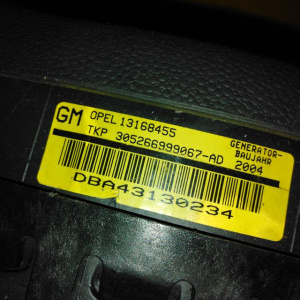 GM OPEL 13168455
TKP 305266999067-AD
GENERATOR-
BAUJAHR
2004
DBA43130234